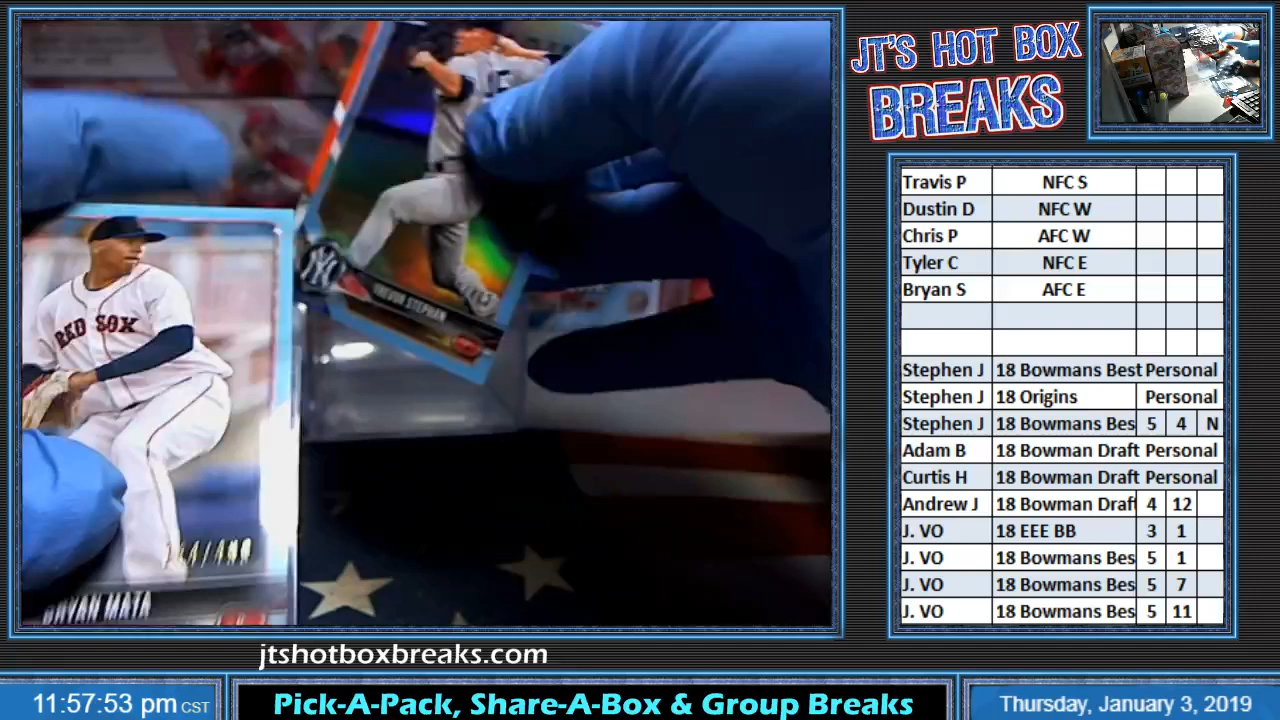 JT'S HOT BOX
BREAKS
Travis P NFC S
Dustin D NFC W
Chris P AFC W
Tyler C NFC E
Bryan S AFC E
Stephen J 18 Bowmans Best Personal
Stephen J 18 Origins Personal
Stephen J 18 Bowmans Bes 5 4 N
Adam B 18 Bowman Draft Personal
Curtis H 18 Bowman Draft Personal
Andrew J 18 Bowman Draft 4 12
J. VO 18 EEE BB 3 1
J. VO 18 Bowmans Bes 5 1
J. VO 18 Bowmans Bes 5 7
J. VO 18 Bowmans Bes 5 11
NY
TREVOR STEPHAN
RED SOX
BRYAN MATA
jtshotboxbreaks.com
11:57:53 pm CST
Pick-A-Pack, Share-A-Box & Group Breaks
Thursday, January 3, 2019